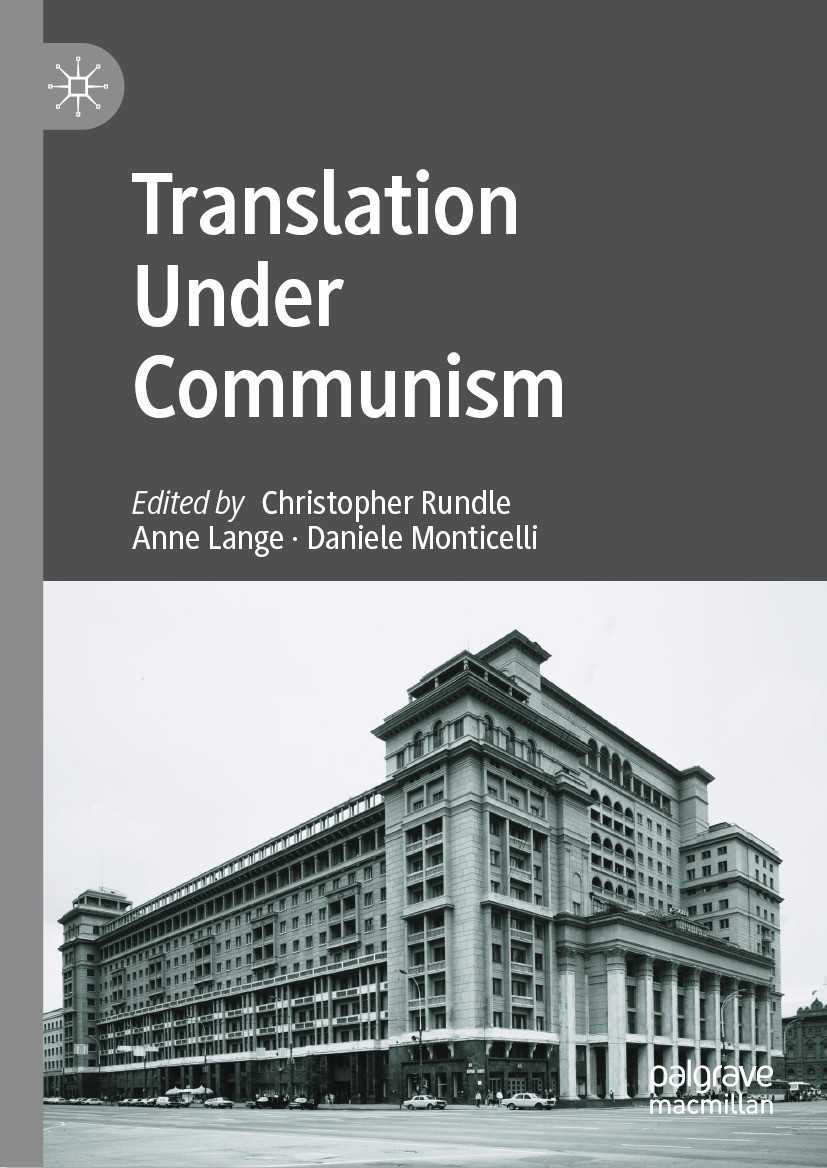 Translation
Under
Communism
Edited by Christopher Rundle
Anne Lange · Daniele Monticelli
palgrave
macmillan